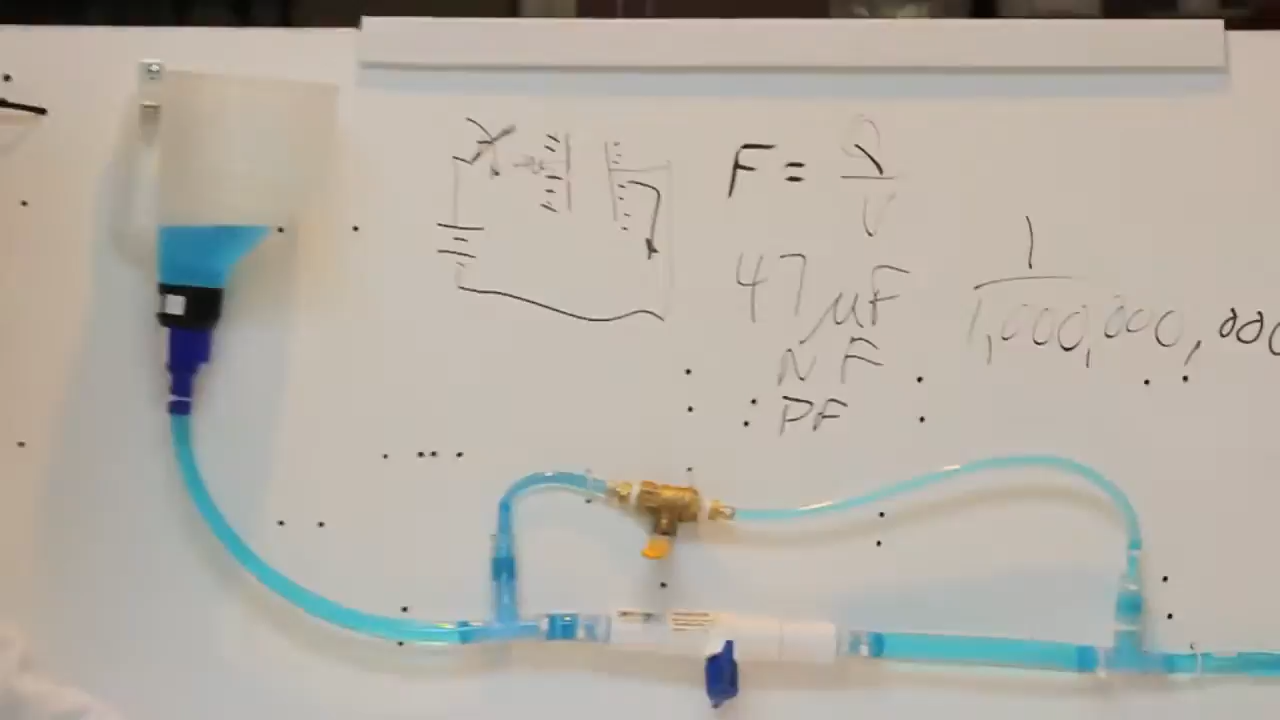 F = Q/V
47 µF
NF
PF
1/1,000,000,000